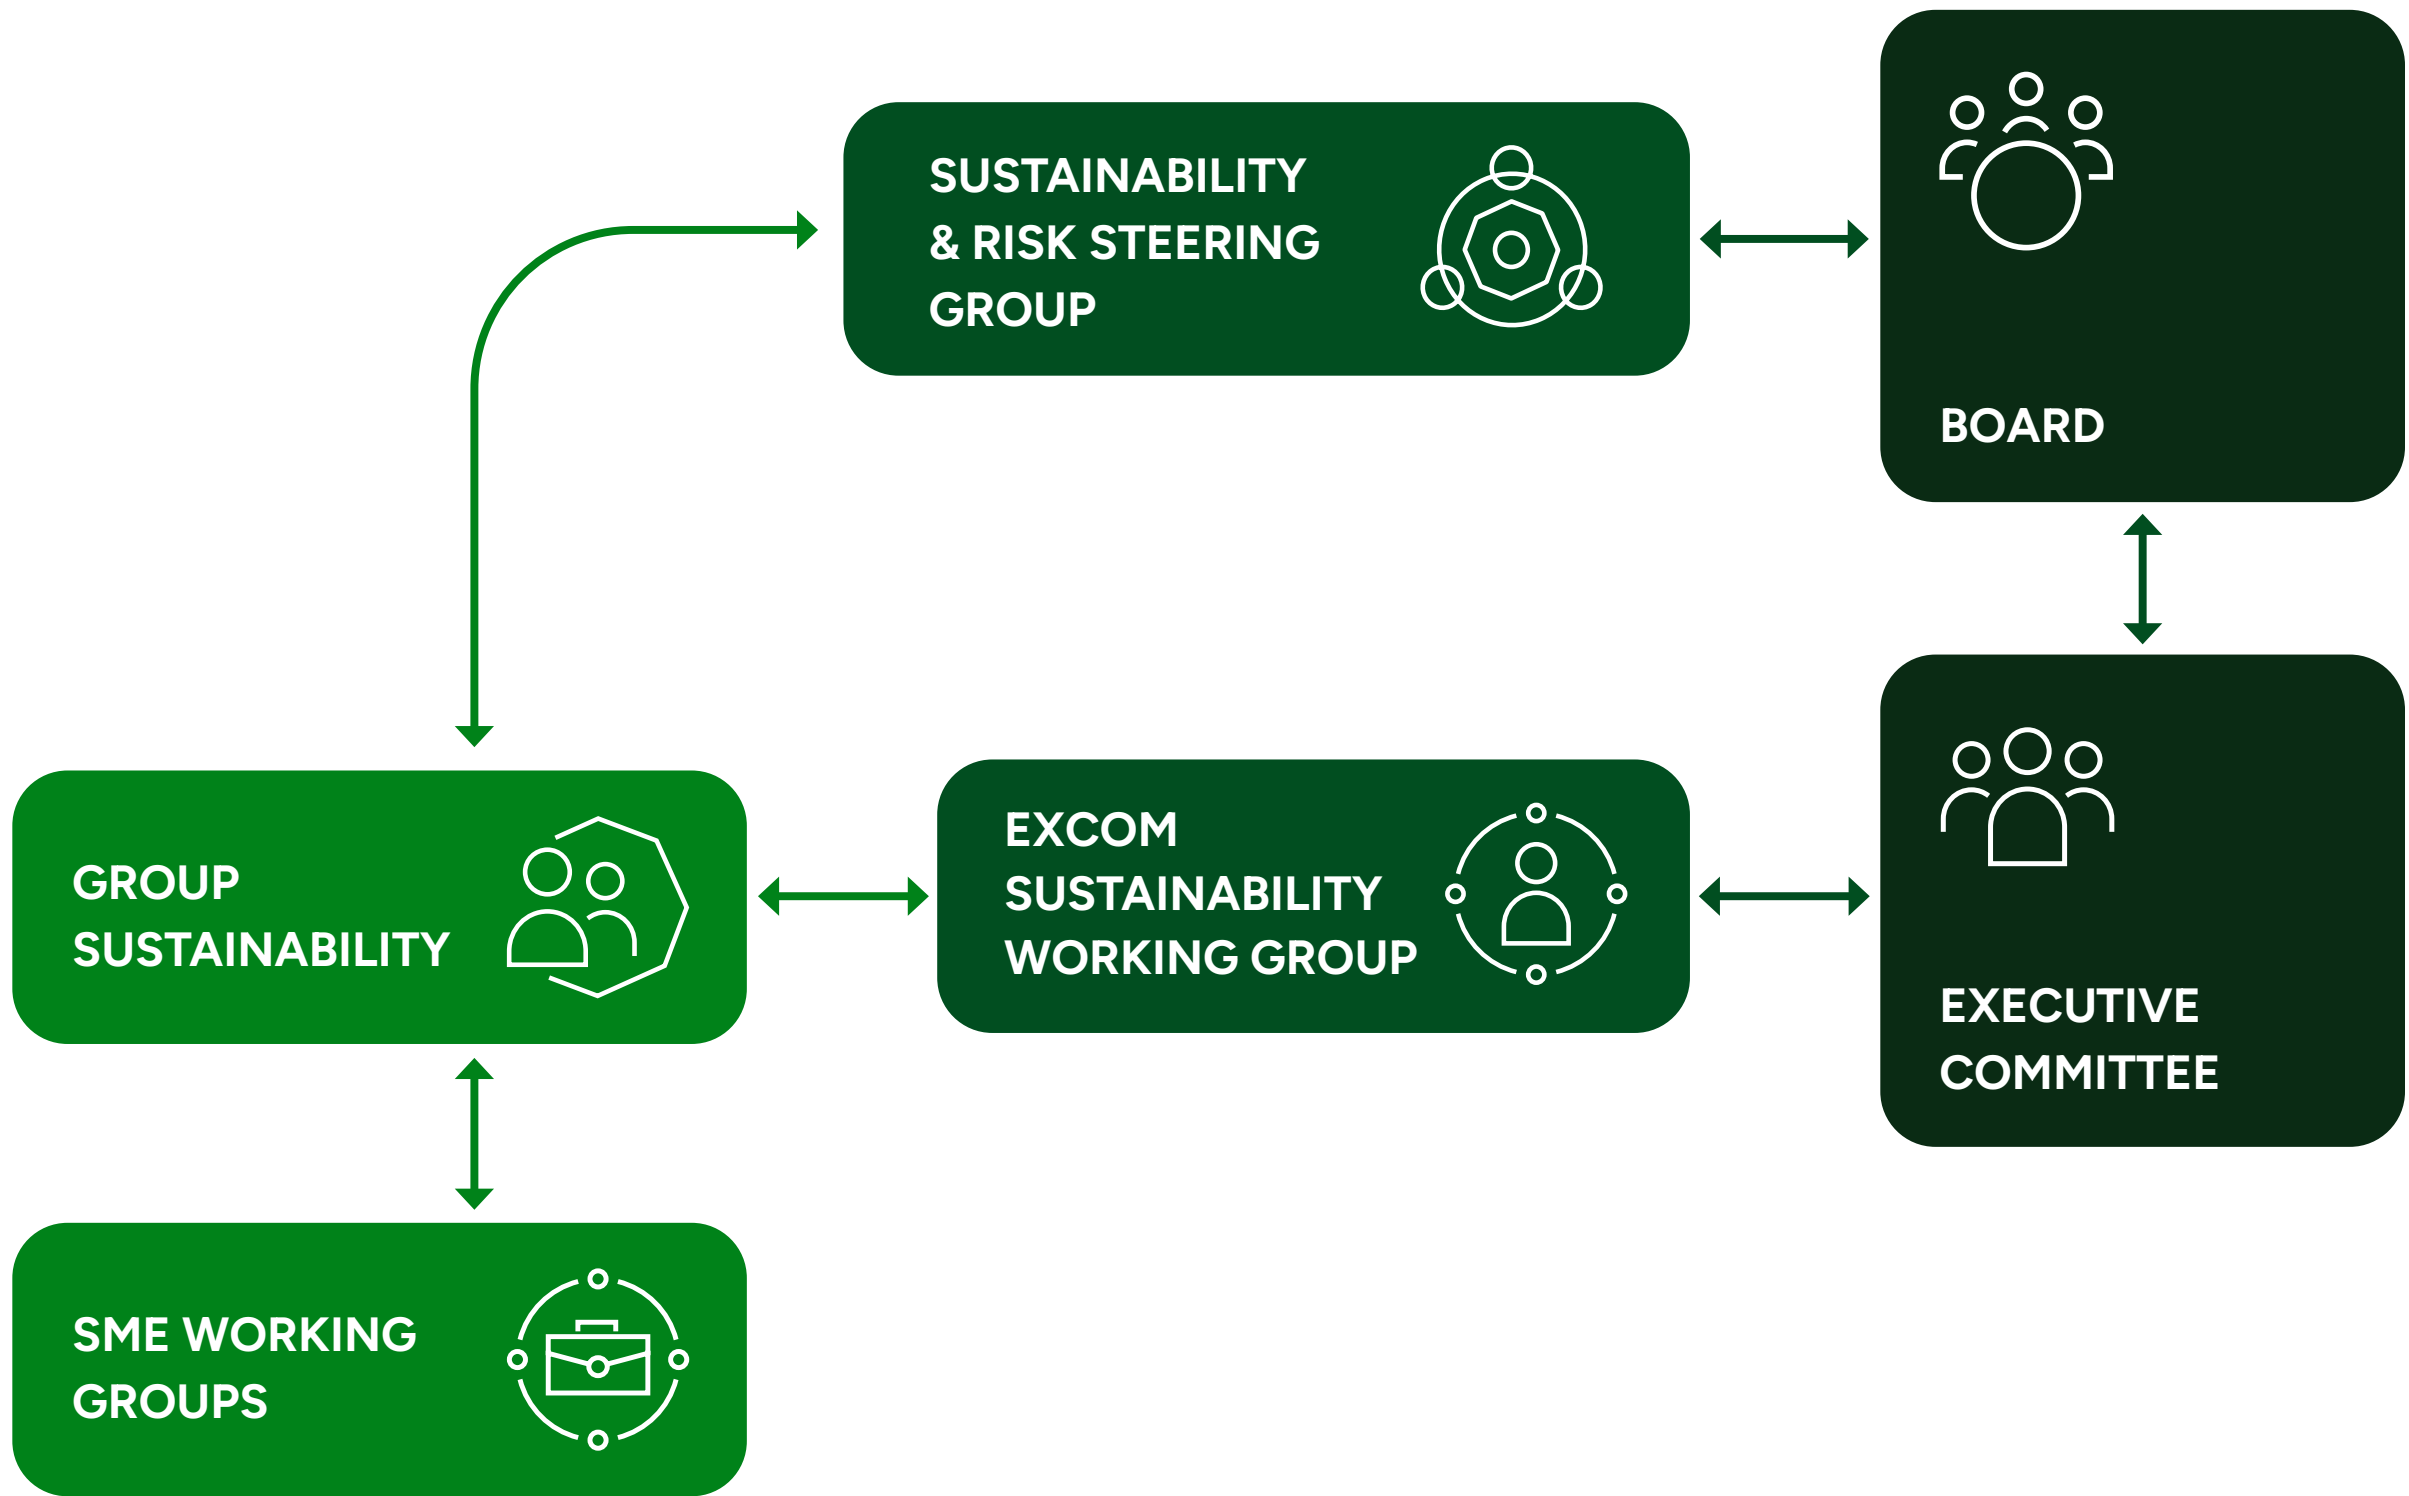 SUSTAINABILITY
& RISK STEERING
GROUP
BOARD
GROUP
SUSTAINABILITY
EXCOM
SUSTAINABILITY
WORKING GROUP
EXECUTIVE
COMMITTEE
SME WORKING
GROUPS